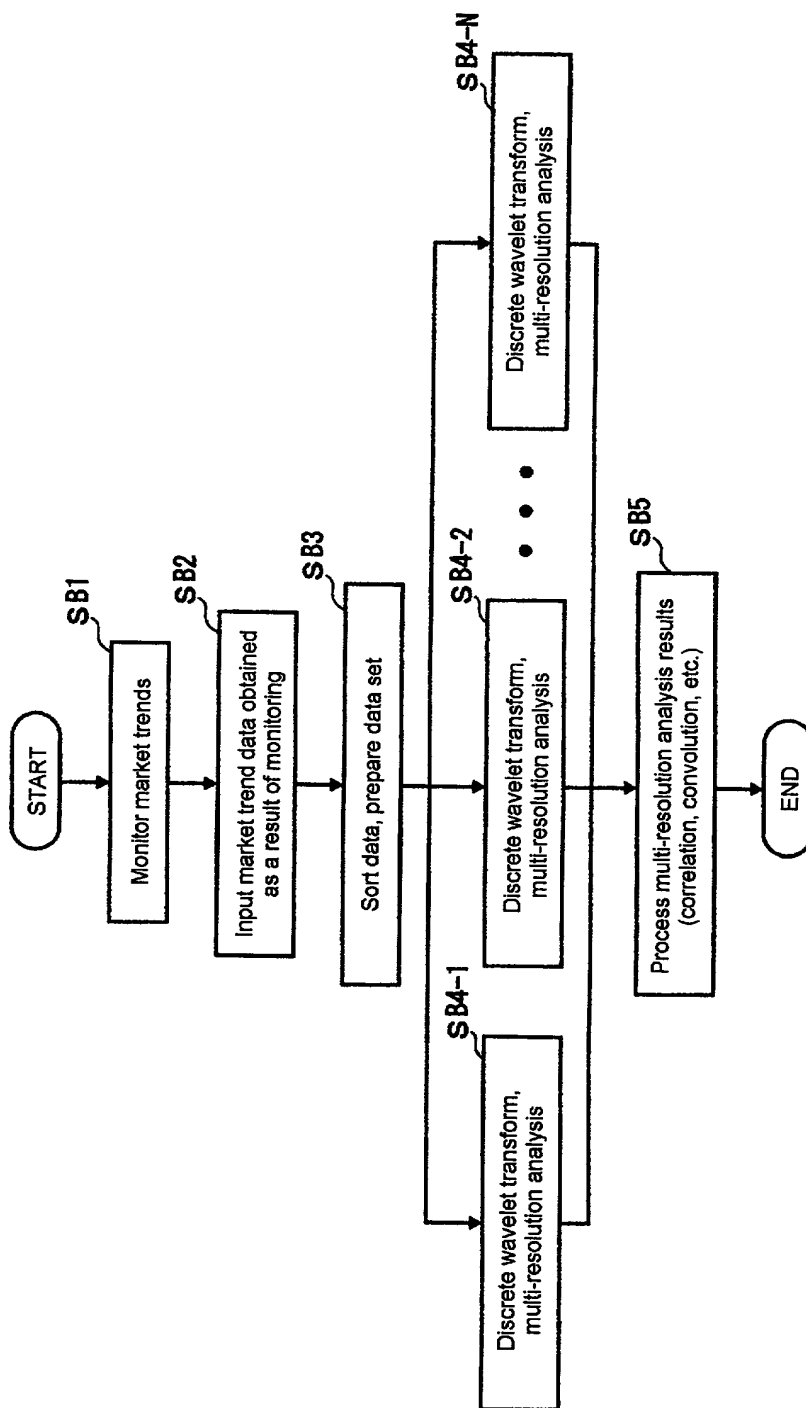 START
SB1
Monitor market trends
SB2
Input market trend data obtained
as a result of monitoring
SB3
Sort data, prepare data set
SB4-1
Discrete wavelet transform,
multi-resolution analysis
SB4-2
Discrete wavelet transform,
multi-resolution analysis
SB4-N
Discrete wavelet transform,
multi-resolution analysis
SB5
Process multi-resolution analysis results
(correlation, convolution, etc.)
END